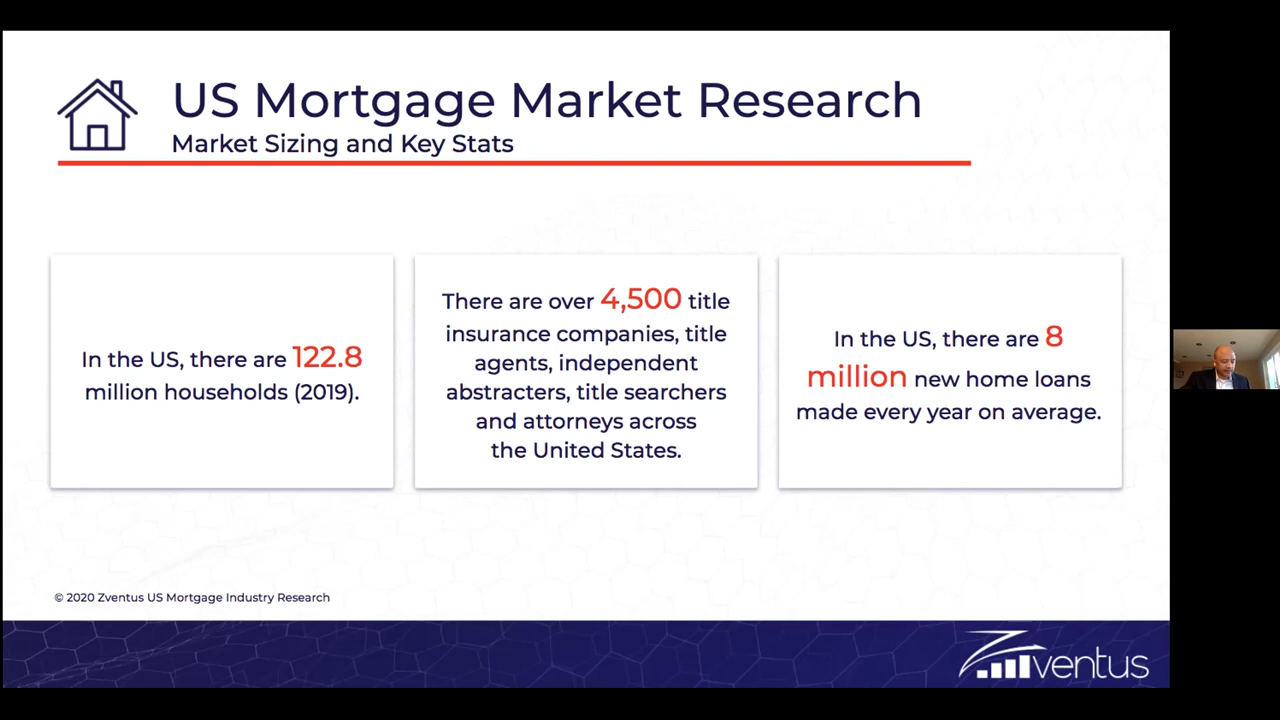 US Mortgage Market Research
Market Sizing and Key Stats
In the US, there are 122.8
million households (2019).
There are over 4,500 title
insurance companies, title
agents, independent
abstracters, title searchers
and attorneys across
the United States.
In the US, there are 8
million new home loans
made every year on average.
© 2020 Zventus US Mortgage Industry Research
Zventus